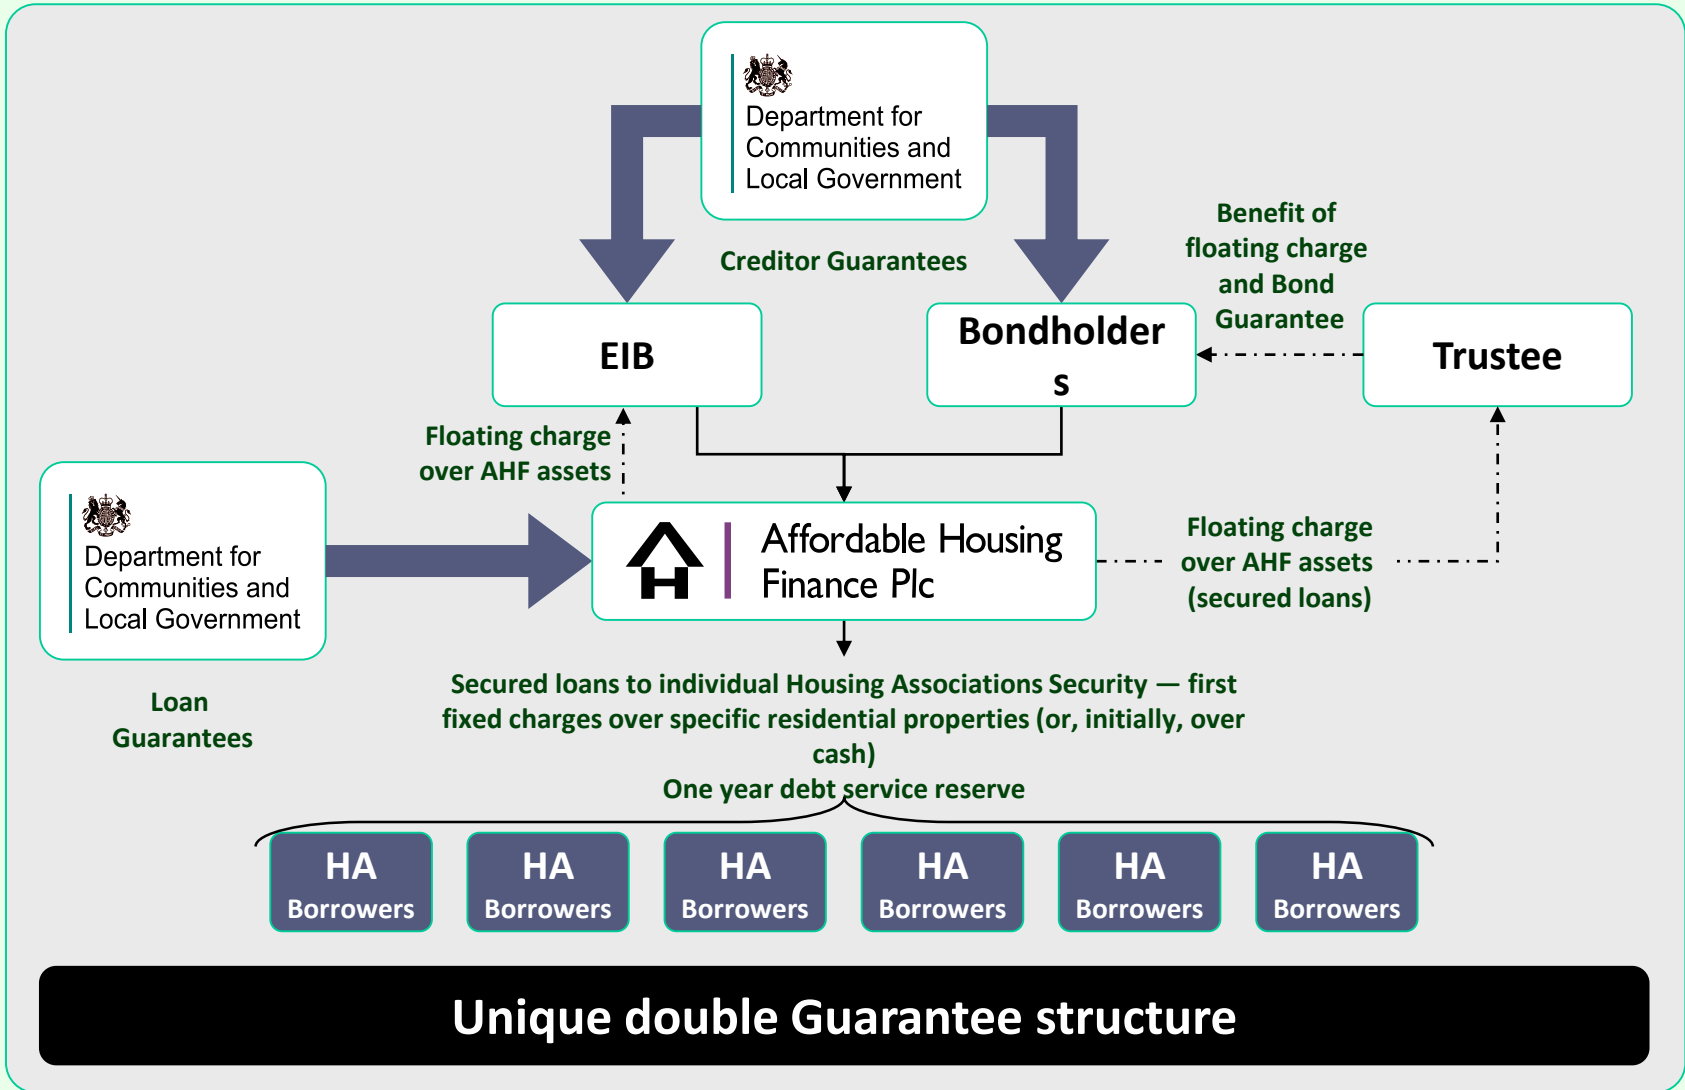 Department for
Communities and
Local Government
Creditor Guarantees
Benefit of
floating charge
and Bond
Guarantee
EIB
Bondholder
s
Trustee
Floating charge
over AHF assets
Department for
Communities and
Local Government
Affordable Housing
Finance Plc
Floating charge
over AHF assets
(secured loans)
Loan
Guarantees
Secured loans to individual Housing Associations Security — first
fixed charges over specific residential properties (or, initially, over
cash)
One year debt service reserve
HA
Borrowers
HA
Borrowers
HA
Borrowers
HA
Borrowers
HA
Borrowers
HA
Borrowers
Unique double Guarantee structure